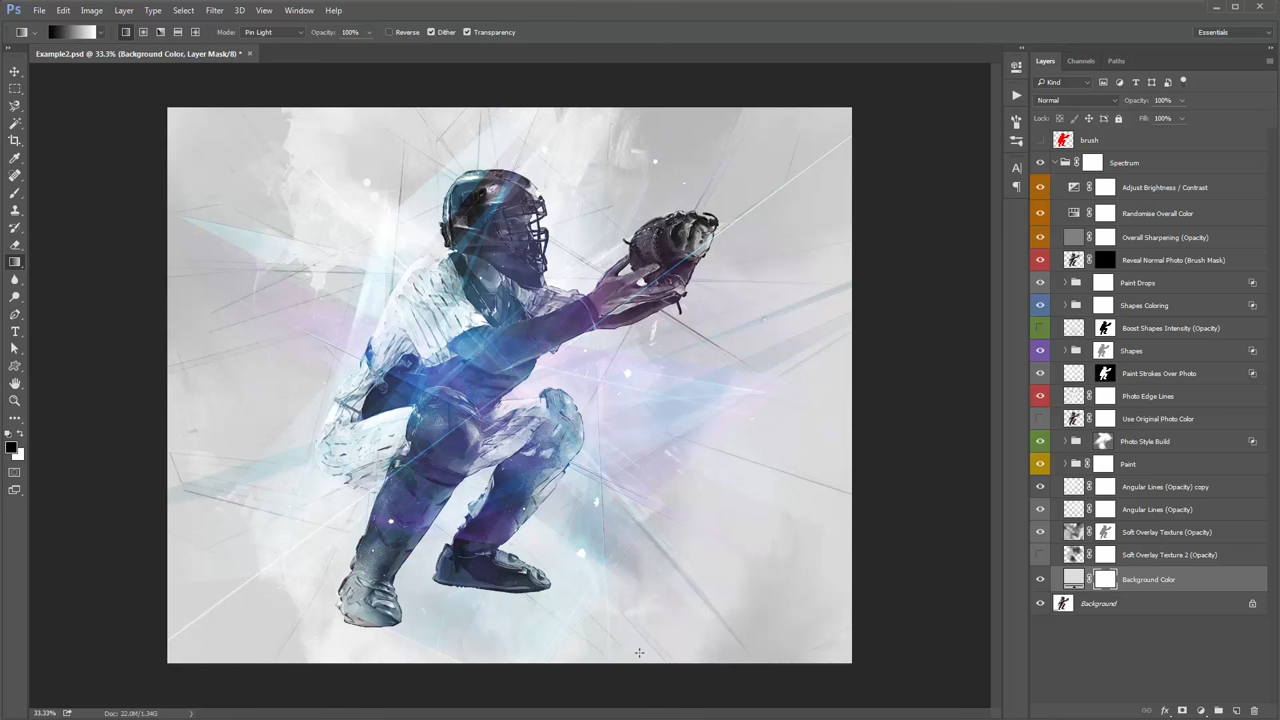 Ps File Edit Image Layer Type Select Filter 3D View Window Help
Mode: Pin Light Opacity: 100% Reverse Dither Transparency Essentials
Example2.psd @ 33.3% (Background Color, Layer Mask/8) * ×
Layers Channels Paths
Kind
Normal Opacity: 100%
Lock: Fill: 100%
brush
Spectrum
Adjust Brightness / Contrast
Randomise Overall Color
Overall Sharpening (Opacity)
Reveal Normal Photo (Brush Mask)
Paint Drops
Shapes Coloring
Boost Shapes Intensity (Opacity)
Shapes
Paint Strokes Over Photo
Photo Edge Lines
Use Original Photo Color
Photo Style Build
Paint
Angular Lines (Opacity) copy
Angular Lines (Opacity)
Soft Overlay Texture (Opacity)
Soft Overlay Texture 2 (Opacity)
Background Color
Background
33.33% Doc: 22.0M/1.34G